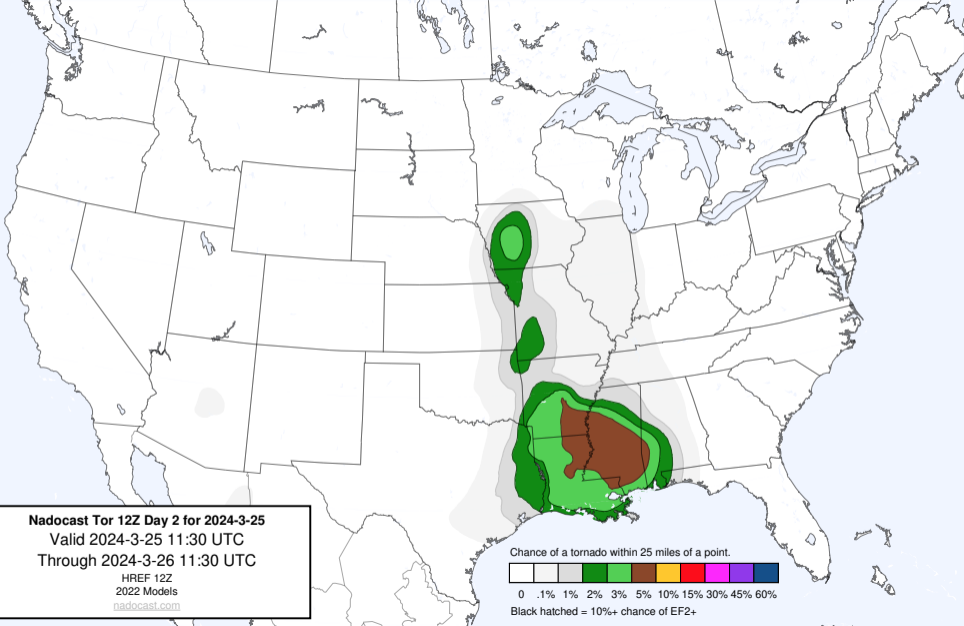 Nadocast Tor 12Z Day 2 for 2024-3-25
Valid 2024-3-25 11:30 UTC
Through 2024-3-26 11:30 UTC
HREF 12Z
2022 Models
nadocast.com
Chance of a tornado within 25 miles of a point.
0 .1% 1% 2% 3% 5% 10% 15% 30% 45% 60%
Black hatched = 10%+ chance of EF2+